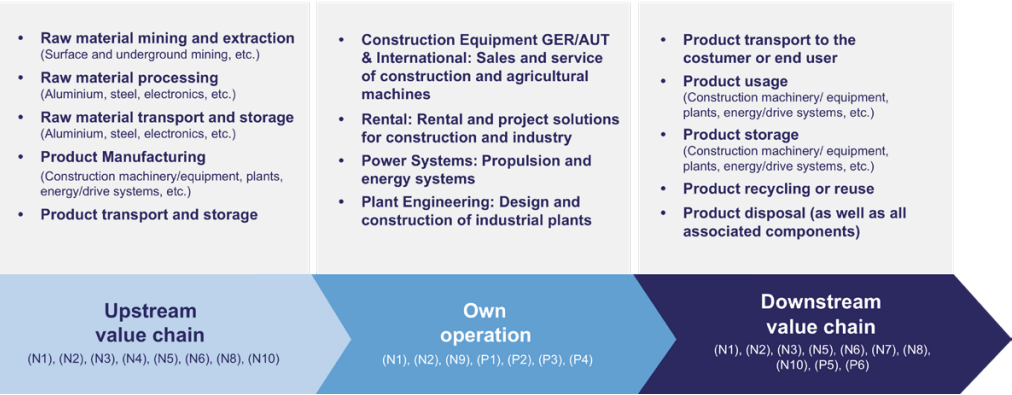 • Raw material mining and extraction
(Surface and underground mining, etc.)
• Raw material processing
(Aluminium, steel, electronics, etc.)
• Raw material transport and storage
(Aluminium, steel, electronics, etc.)
• Product Manufacturing
(Construction machinery/equipment, plants,
energy/drive systems, etc.)
• Product transport and storage
• Construction Equipment GER/AUT
& International: Sales and service
of construction and agricultural
machines
• Rental: Rental and project solutions
for construction and industry
• Power Systems: Propulsion and
energy systems
• Plant Engineering: Design and
construction of industrial plants
• Product transport to the
costumer or end user
• Product usage
(Construction machinery/ equipment,
plants, energy/drive systems, etc.)
• Product storage
(Construction machinery/ equipment,
plants, energy/drive systems, etc.)
• Product recycling or reuse
• Product disposal (as well as all
associated components)
Upstream
value chain
(N1), (N2), (N3), (N4), (N5), (N6), (N8), (N10)
Own
operation
(N1), (N2), (N9), (P1), (P2), (P3), (P4)
Downstream
value chain
(N1), (N2), (N3), (N5), (N6), (N7), (N8),
(N10), (P5), (P6)